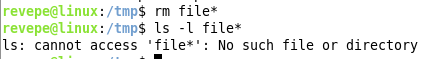 revepe@linux:/tmp$ rm file*
revepe@linux:/tmp$ ls -l file*
ls: cannot access 'file*': No such file or directory
revepe@linux:/tmp$